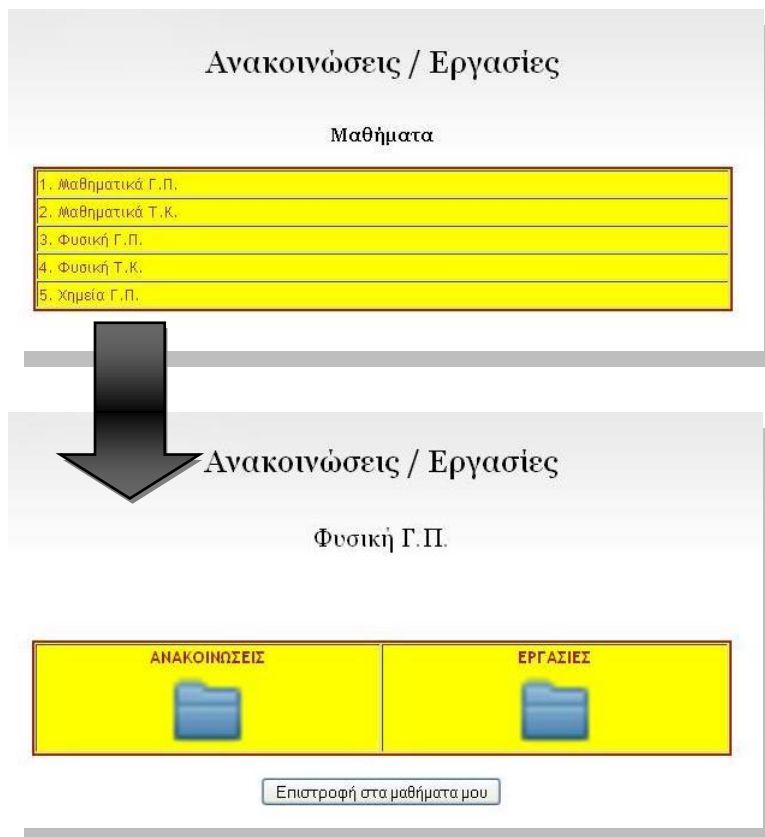 Ανακοινώσεις / Εργασίες
Μαθήματα
1. Μαθηματικά Γ.Π.
2. Μαθηματικά Τ.Κ.
3. Φυσική Γ.Π.
4. Φυσική Τ.Κ.
5. Χημεία Γ.Π.
Ανακοινώσεις / Εργασίες
Φυσική Γ.Π.
ΑΝΑΚΟΙΝΩΣΕΙΣ ΕΡΓΑΣΙΕΣ
Επιστροφή στα μαθήματα μου